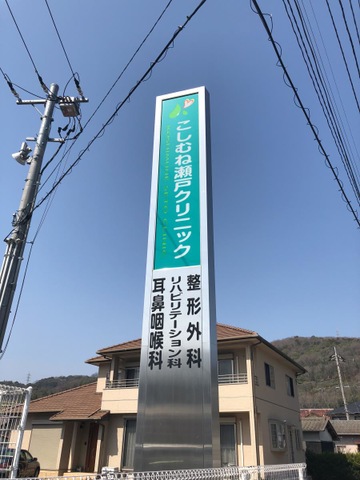 こしむね瀬戸クリニック
整形外科
リハビリテーション科
耳鼻咽喉科